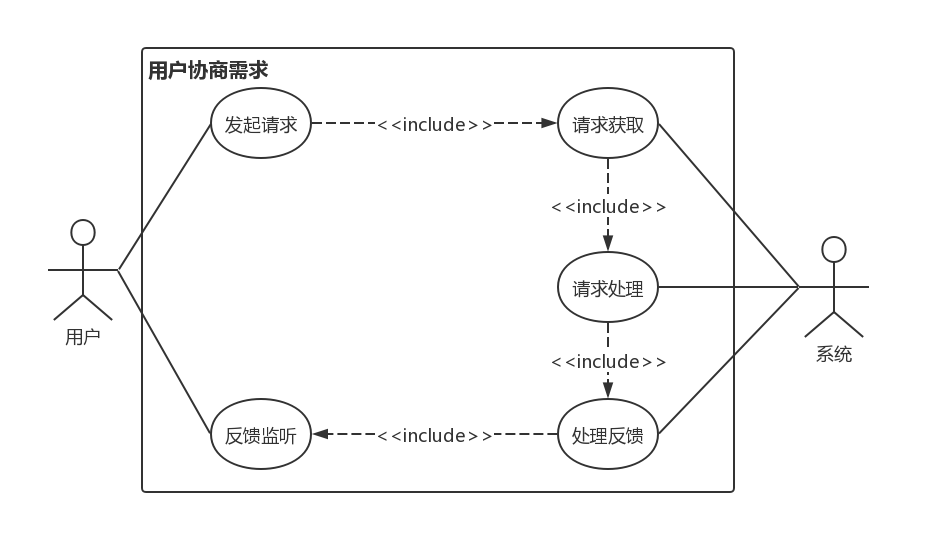 用户协商需求
发起请求
<<include>>
请求获取
<<include>>
用户
请求处理
系统
<<include>>
反馈监听
<<include>>
处理反馈